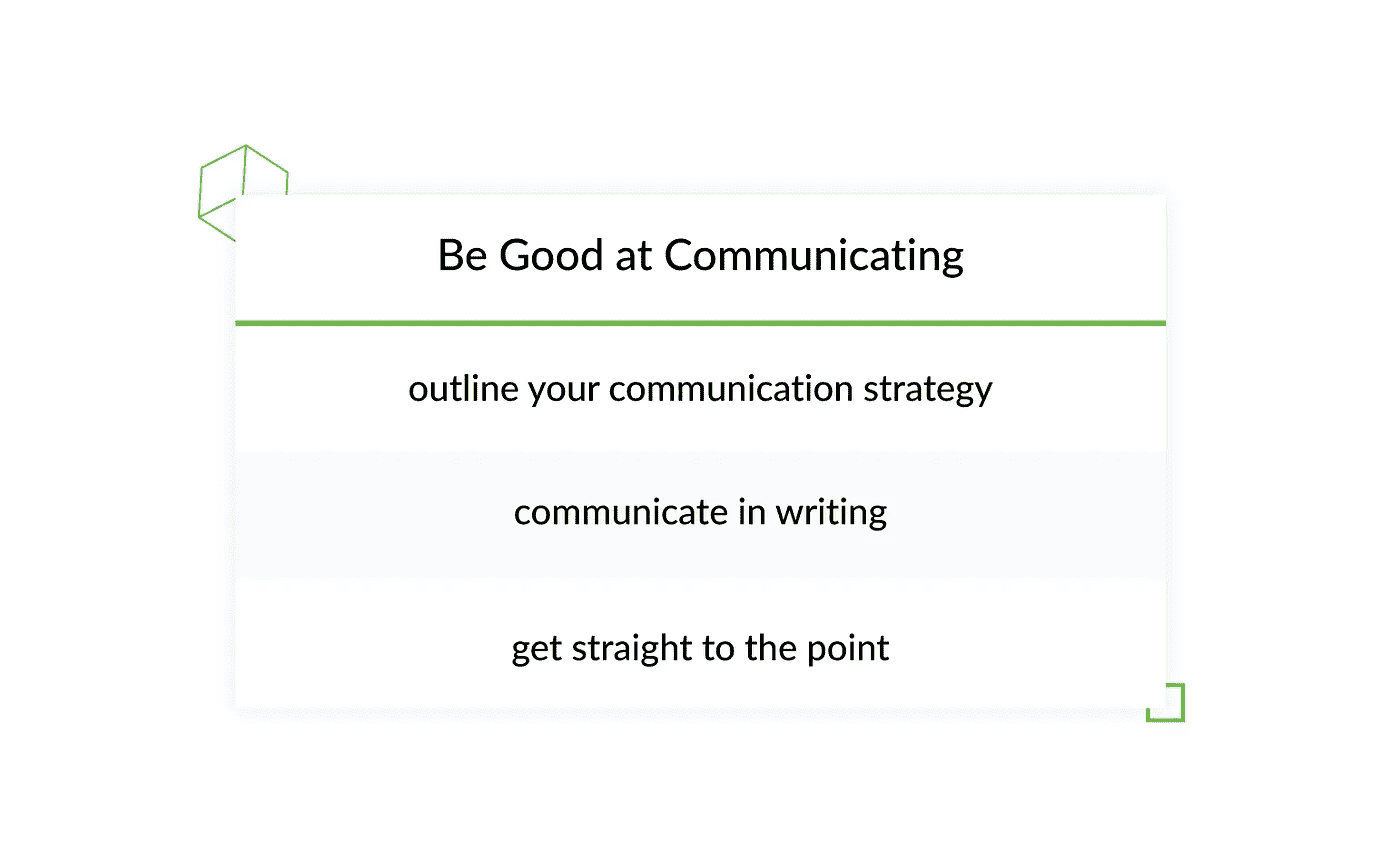 Be Good at Communicating
outline your communication strategy
communicate in writing
get straight to the point